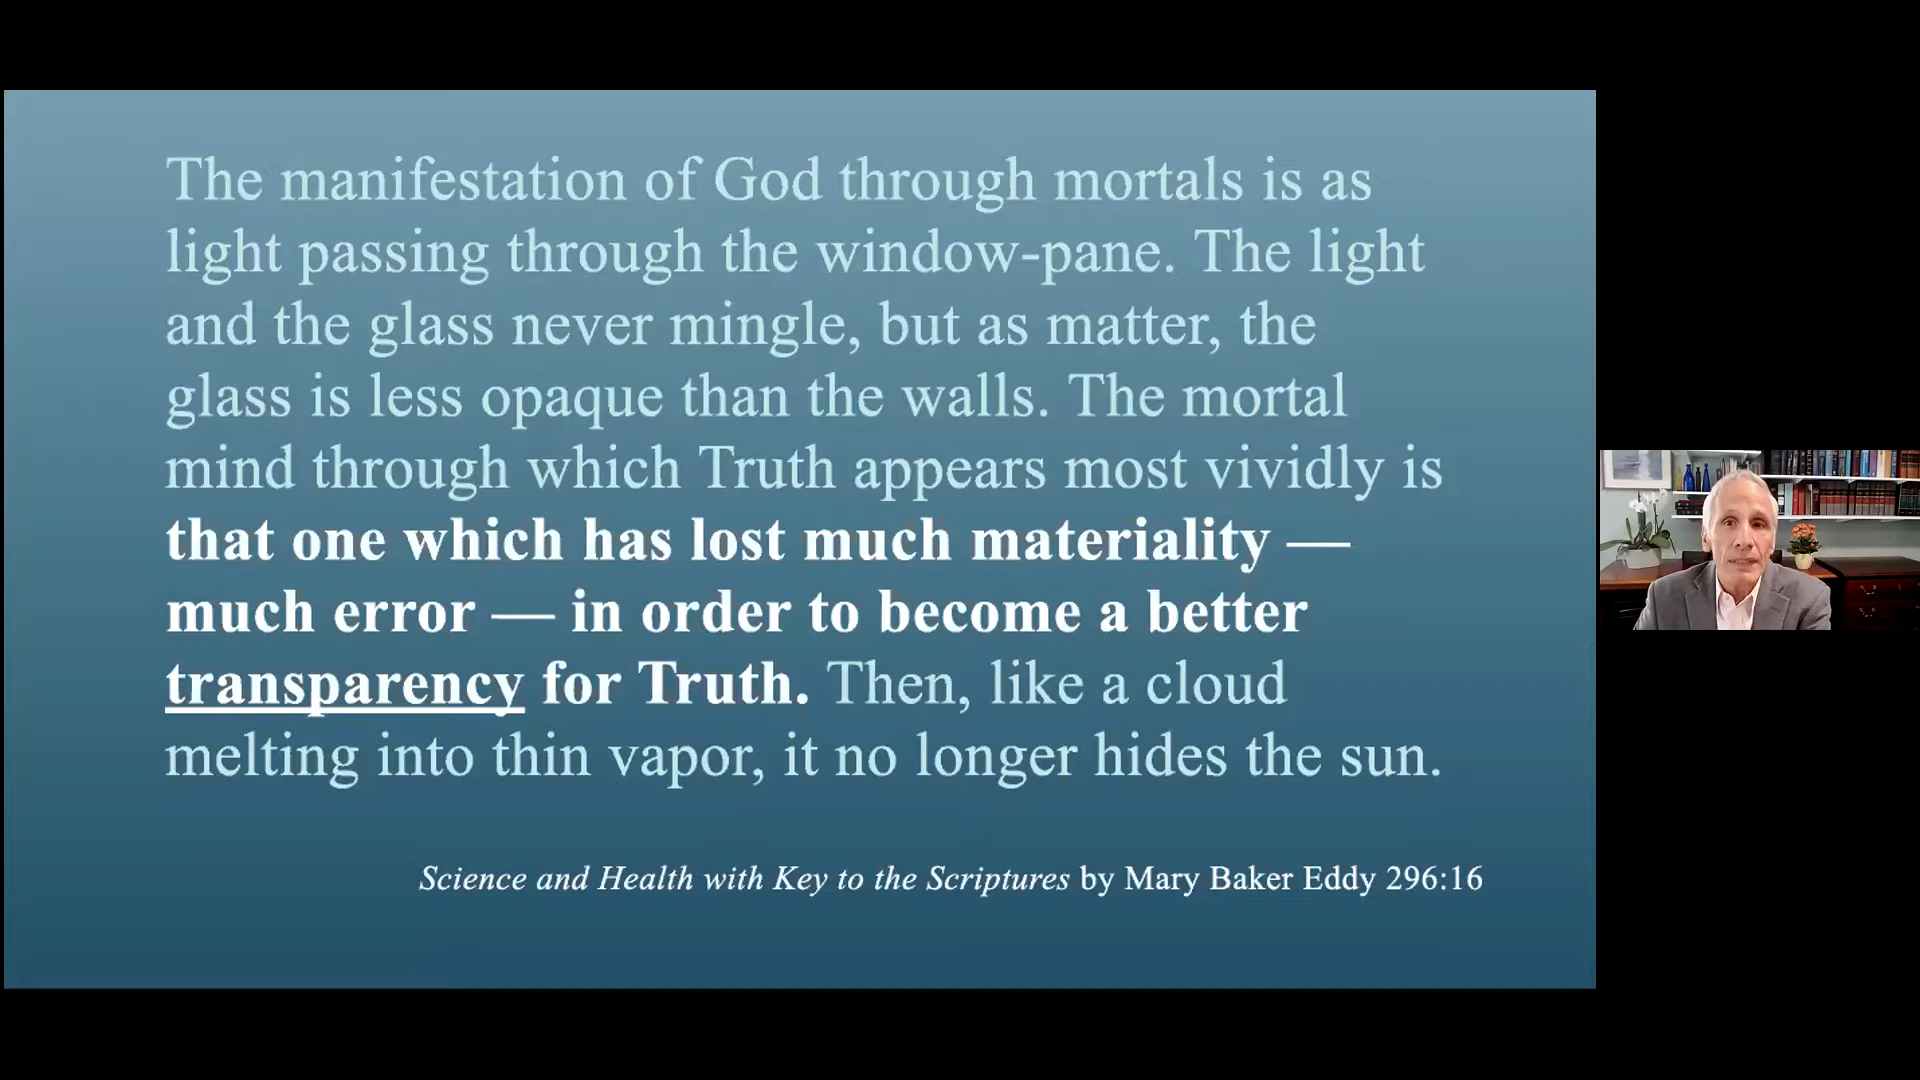 The manifestation of God through mortals is as
light passing through the window-pane. The light
and the glass never mingle, but as matter, the
glass is less opaque than the walls. The mortal
mind through which Truth appears most vividly is
that one which has lost much materiality —
much error — in order to become a better
transparency for Truth. Then, like a cloud
melting into thin vapor, it no longer hides the sun.
Science and Health with Key to the Scriptures by Mary Baker Eddy 296:16